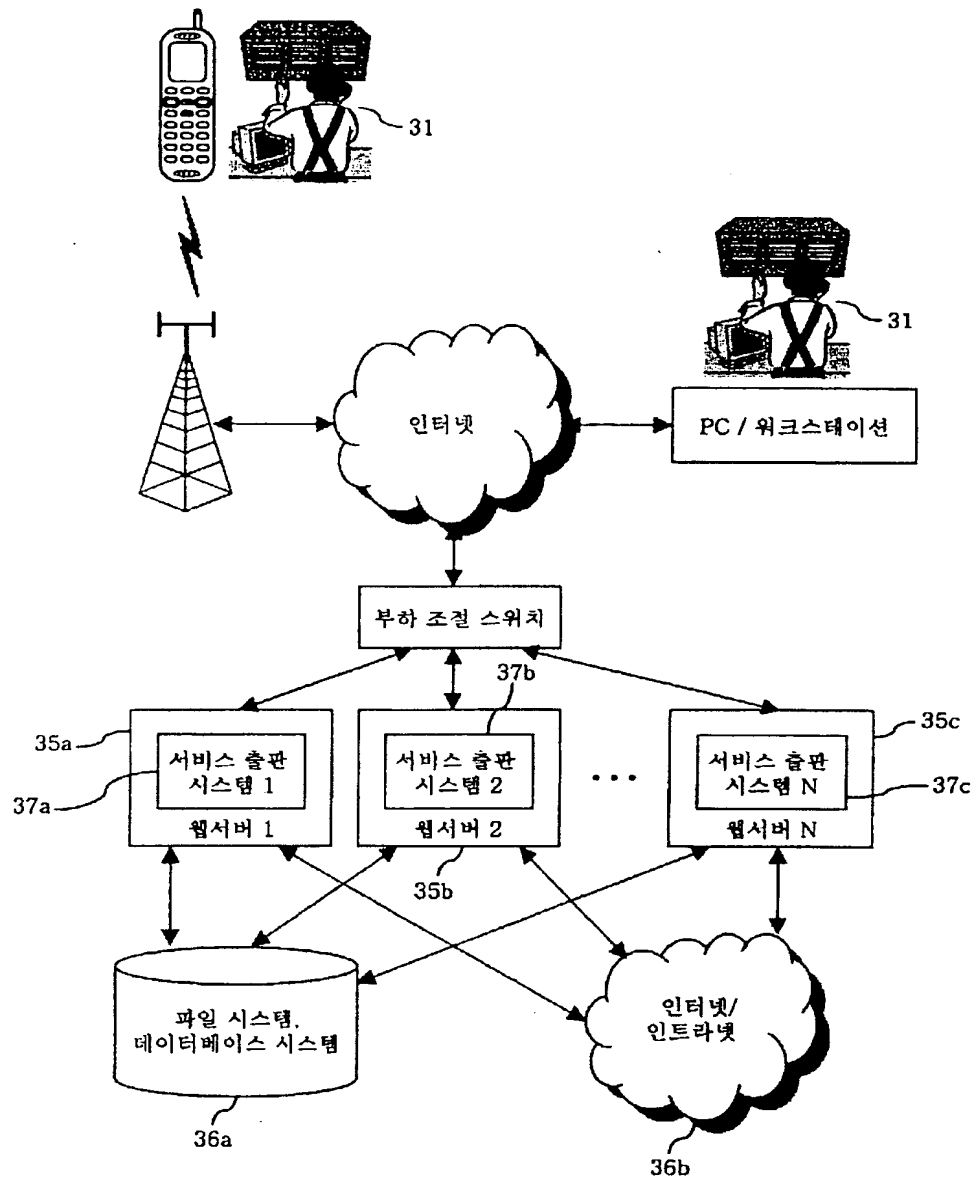 31
31
인터넷
PC / 워크스테이션
부하 조절 스위치
37b
35a
35c
서비스 출판
시스템 1
서비스 출판
시스템 2
...
서비스 출판
시스템 N
37a
37c
웹서버 1
웹서버 2
웹서버 N
35b
파일 시스템,
데이터베이스 시스템
인터넷/
인트라넷
36a
36b